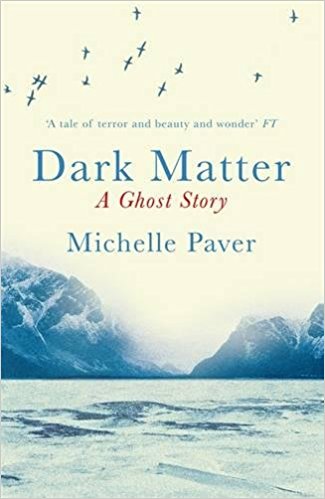 ‘A tale of terror and beauty and wonder’ FT
Dark Matter
A Ghost Story
Michelle Paver